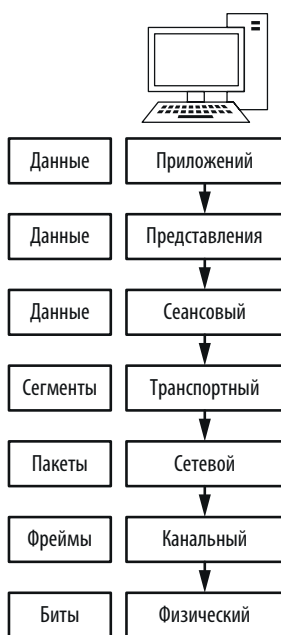 Данные Приложений
Данные Представления
Данные Сеансовый
Сегменты Транспортный
Пакеты Сетевой
Фреймы Канальный
Биты Физический